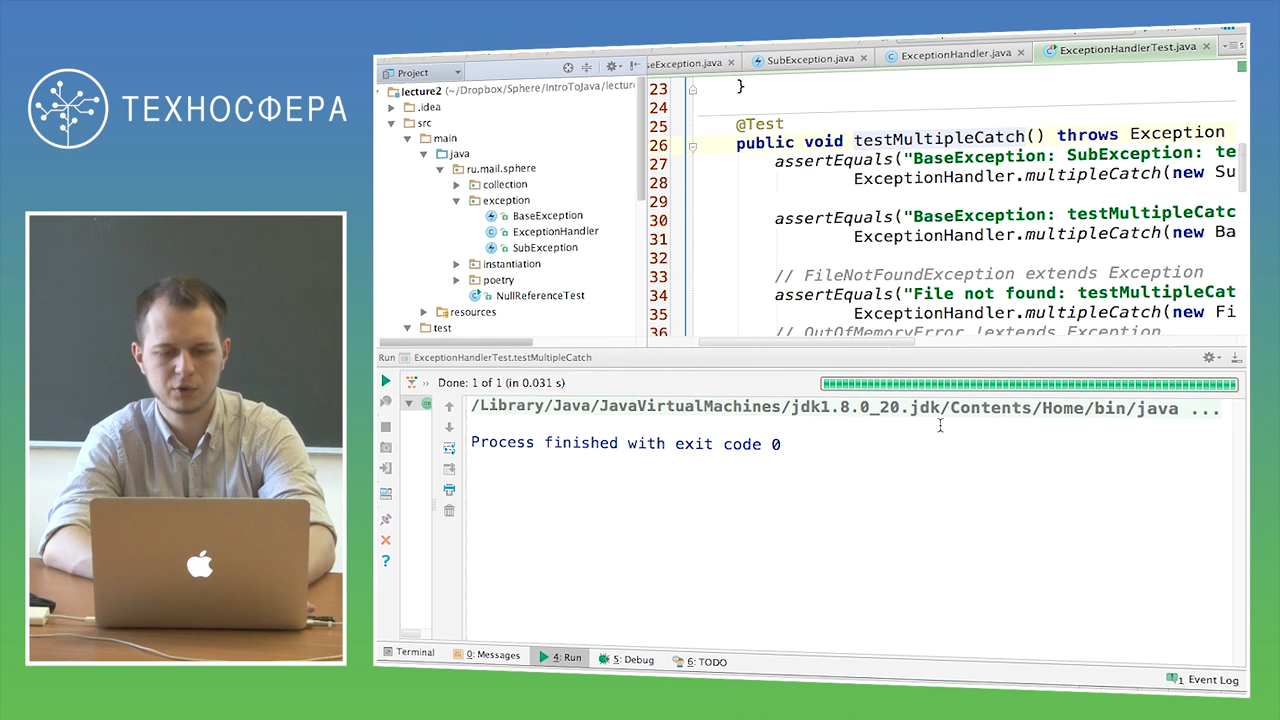 ТЕХНОСФЕРА
Project
lecture2 (~/Dropbox/Sphere/IntroToJava/lecture
.idea
src
main
java
ru.mail.sphere
collection
exception
BaseException
ExceptionHandler
SubException
instantiation
poetry
NullReferenceTest
resources
test
seException.java
SubException.java
ExceptionHandler.java
ExceptionHandlerTest.java
23 }
24
25 @Test
26 public void testMultipleCatch() throws Exception
27 assertEquals("BaseException: SubException: te
28 ExceptionHandler.multipleCatch(new Su
29
30 assertEquals("BaseException: testMultipleCatc
31 ExceptionHandler.multipleCatch(new Ba
32
33 // FileNotFoundException extends Exception
34 assertEquals("File not found: testMultipleCat
35 ExceptionHandler.multipleCatch(new Fi
36 // OutOfMemoryError !extends Exception
Run ExceptionHandlerTest.testMultipleCatch
Done: 1 of 1 (in 0.031 s)
/Library/Java/JavaVirtualMachines/jdk1.8.0_20.jdk/Contents/Home/bin/java ...
Process finished with exit code 0
Terminal
0: Messages
4: Run
5: Debug
6: TODO
1 Event Log